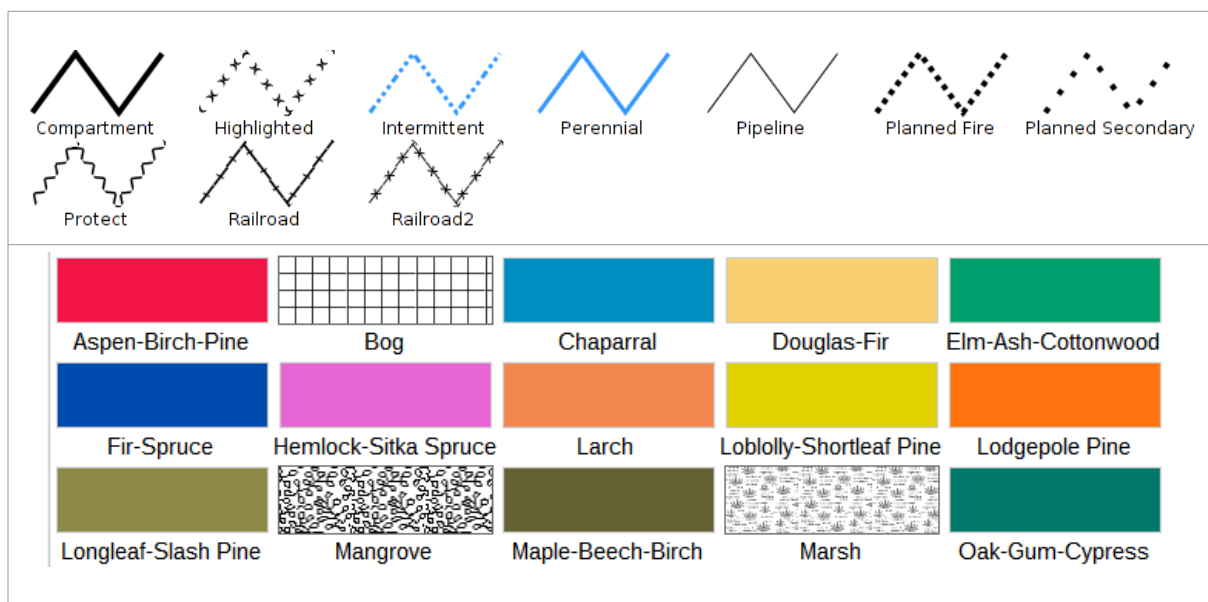 Compartment Highlighted Intermittent Perennial Pipeline Planned Fire Planned Secondary
Protect Railroad Railroad2
Aspen-Birch-Pine Bog Chaparral Douglas-Fir Elm-Ash-Cottonwood
Fir-Spruce Hemlock-Sitka Spruce Larch Loblolly-Shortleaf Pine Lodgepole Pine
Longleaf-Slash Pine Mangrove Maple-Beech-Birch Marsh Oak-Gum-Cypress